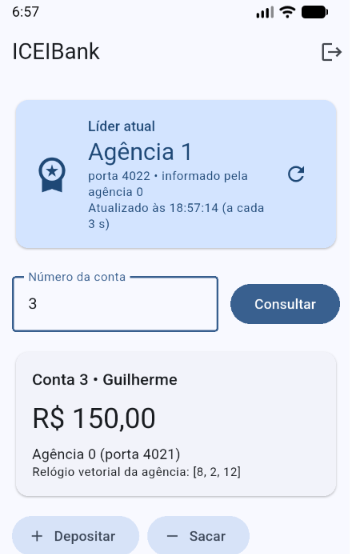 6:57
ICEIBank
Líder atual
Agência 1
porta 4022 • informado pela
agência 0
Atualizado às 18:57:14 (a cada
3 s)
Número da conta
3
Consultar
Conta 3 • Guilherme
R$ 150,00
Agência 0 (porta 4021)
Relógio vetorial da agência: [8, 2, 12]
+ Depositar
− Sacar